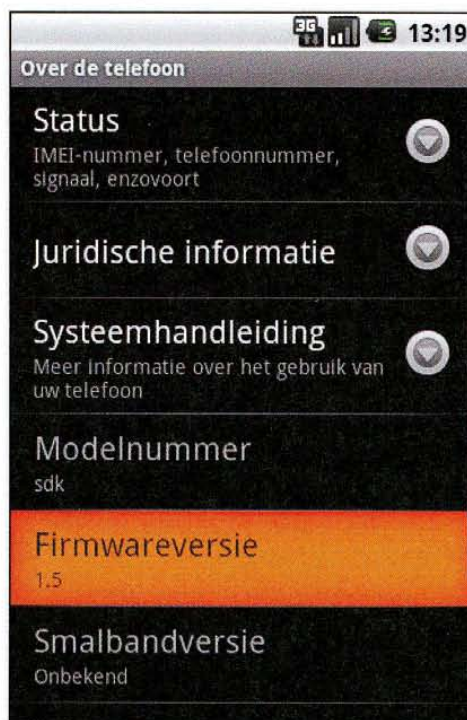 3G 13:19
Over de telefoon
Status
IMEI-nummer, telefoonnummer,
signaal, enzovoort
Juridische informatie
Systeemhandleiding
Meer informatie over het gebruik van
uw telefoon
Modelnummer
sdk
Firmwareversie
1.5
Smalbandversie
Onbekend